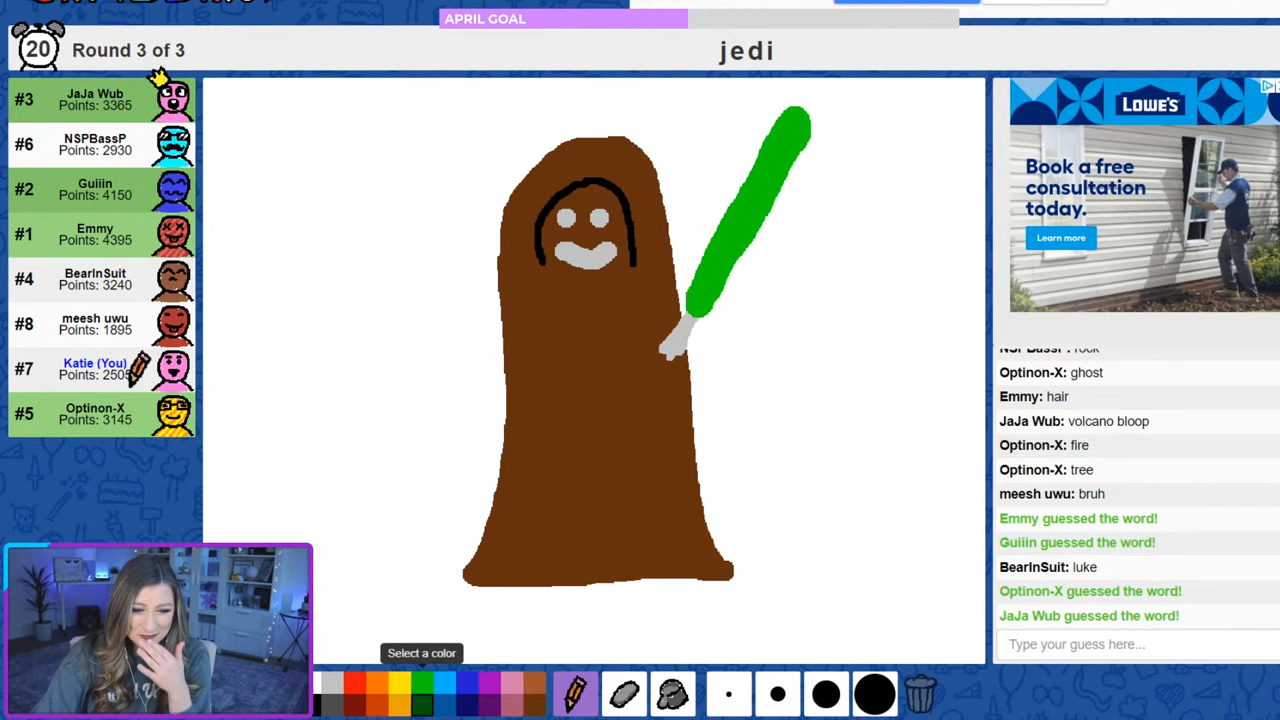 APRIL GOAL
20
Round 3 of 3
jedi
#3
JaJa Wub
Points: 3365
#6
NSPBassP
Points: 2930
#2
Guiiin
Points: 4150
#1
Emmy
Points: 4395
#4
BearInSuit
Points: 3240
#8
meesh uwu
Points: 1895
#7
Katie (You)
Points: 2505
#5
Optinon-X
Points: 3145
LOWE'S
Book a free
consultation
today.
Learn more
NSPBassP: rock
Optinon-X: ghost
Emmy: hair
JaJa Wub: volcano bloop
Optinon-X: fire
Optinon-X: tree
meesh uwu: bruh
Emmy guessed the word!
Guiiin guessed the word!
BearInSuit: luke
Optinon-X guessed the word!
JaJa Wub guessed the word!
Type your guess here...
Select a color